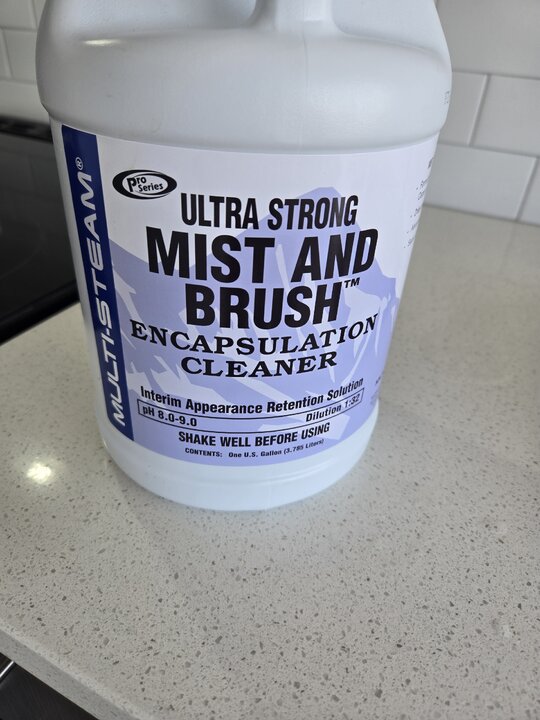 MULTI-STEAM®
Pro
Series
ULTRA STRONG
MIST AND
BRUSH™
ENCAPSULATION
CLEANER
Interim Appearance Retention Solution
pH 8.0-9.0 Dilution 1:32
SHAKE WELL BEFORE USING
CONTENTS: One U.S. Gallon (3.785 Liters)